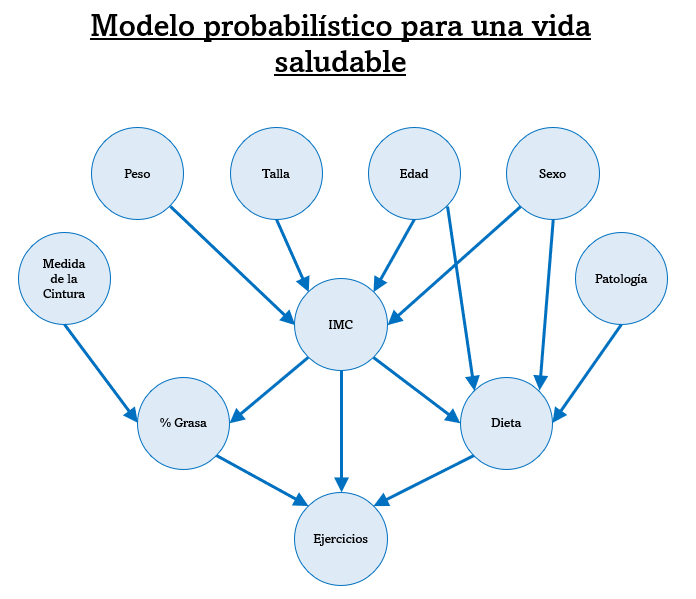 Modelo probabilístico para una vida
saludable
Peso
Talla
Edad
Sexo
Medida
de la
Cintura
Patología
IMC
% Grasa
Dieta
Ejercicios